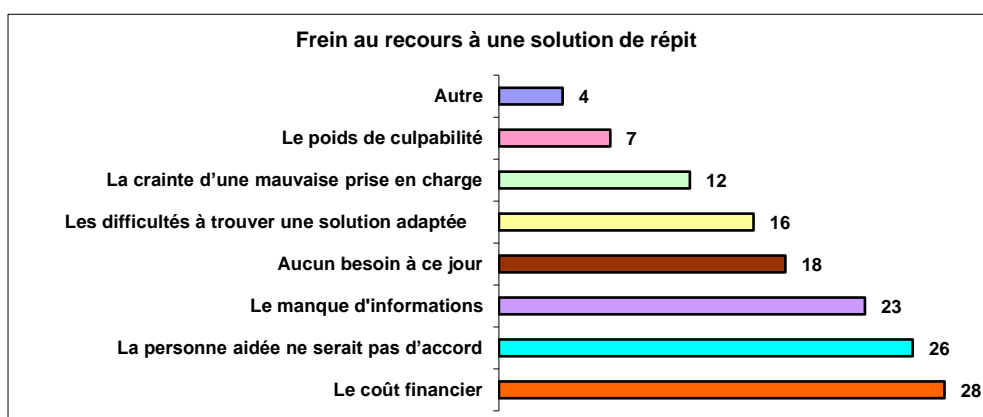 Frein au recours à une solution de répit
Autre 4
Le poids de culpabilité 7
La crainte d’une mauvaise prise en charge 12
Les difficultés à trouver une solution adaptée 16
Aucun besoin à ce jour 18
Le manque d'informations 23
La personne aidée ne serait pas d’accord 26
Le coût financier 28